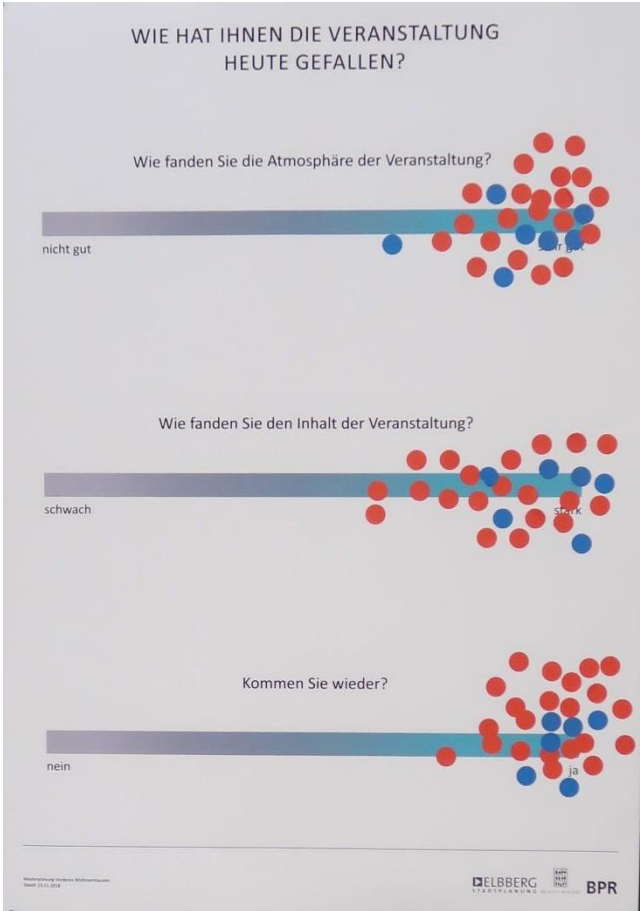 WIE HAT IHNEN DIE VERANSTALTUNG
HEUTE GEFALLEN?
Wie fanden Sie die Atmosphäre der Veranstaltung?
nicht gut
Wie fanden Sie den Inhalt der Veranstaltung?
schwach
stark
Kommen Sie wieder?
nein
ja
ELBBERG
STADTPLANUNG
BPR